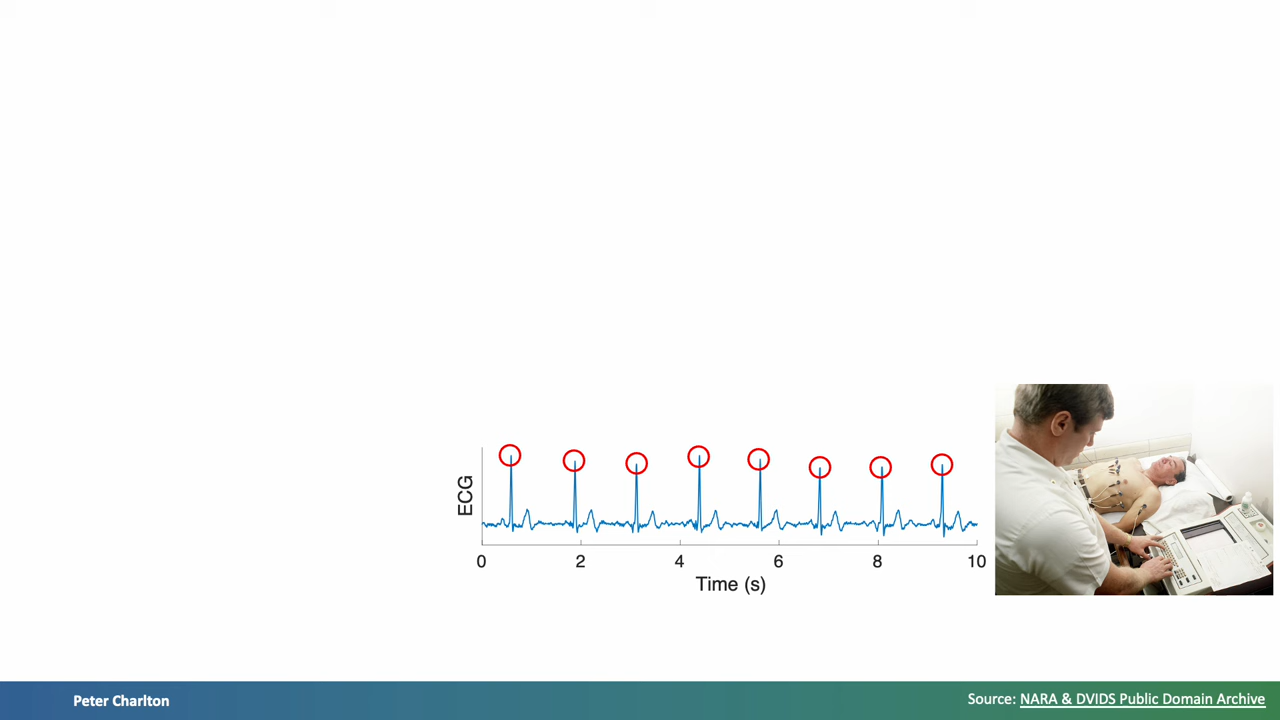 ECG
0 2 4 6 8 10
Time (s)
Peter Charlton
Source: NARA & DVIDS Public Domain Archive